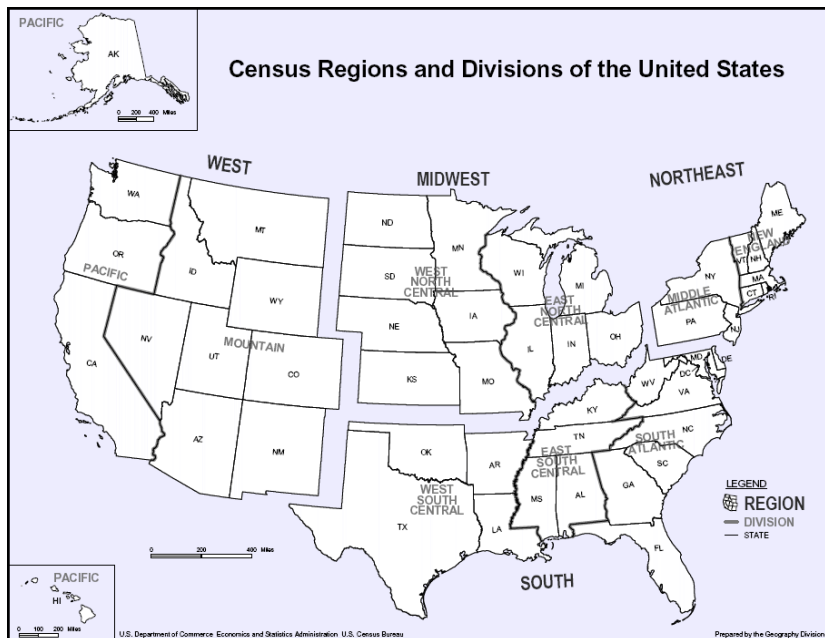 PACIFIC
AK
0 200 400 Miles
Census Regions and Divisions of the United States
WEST
MIDWEST
NORTHEAST
WA
MT
ND
MN
ME
OR
ID
SD
WI
MI
NY
VT
NH
NEW
ENGLAND
PACIFIC
WY
WEST
NORTH
CENTRAL
EAST
NORTH
CENTRAL
MIDDLE
ATLANTIC
MA
CT
RI
NV
NE
IA
PA
NJ
CA
UT
MOUNTAIN
CO
KS
MO
IL
IN
OH
WV
MD
DE
DC
VA
KY
AZ
NM
OK
AR
TN
NC
EAST
SOUTH
CENTRAL
SOUTH
ATLANTIC
SC
WEST
SOUTH
CENTRAL
TX
LA
MS
AL
GA
FL
LEGEND
REGION
DIVISION
STATE
0 200 400 Miles
SOUTH
PACIFIC
HI
0 100 200 Miles
U.S. Department of Commerce Economics and Statistics Administration U.S. Census Bureau
Prepared by the Geography Division